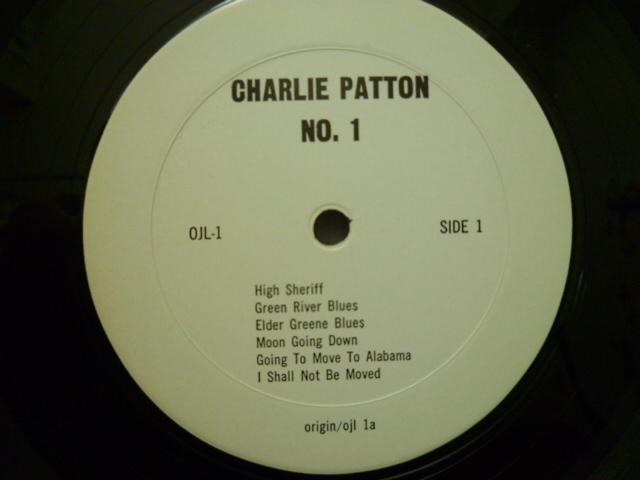 CHARLIE PATTON
NO. 1
OJL-1
SIDE 1
High Sheriff
Green River Blues
Elder Greene Blues
Moon Going Down
Going To Move To Alabama
I Shall Not Be Moved
origin/ojl 1a